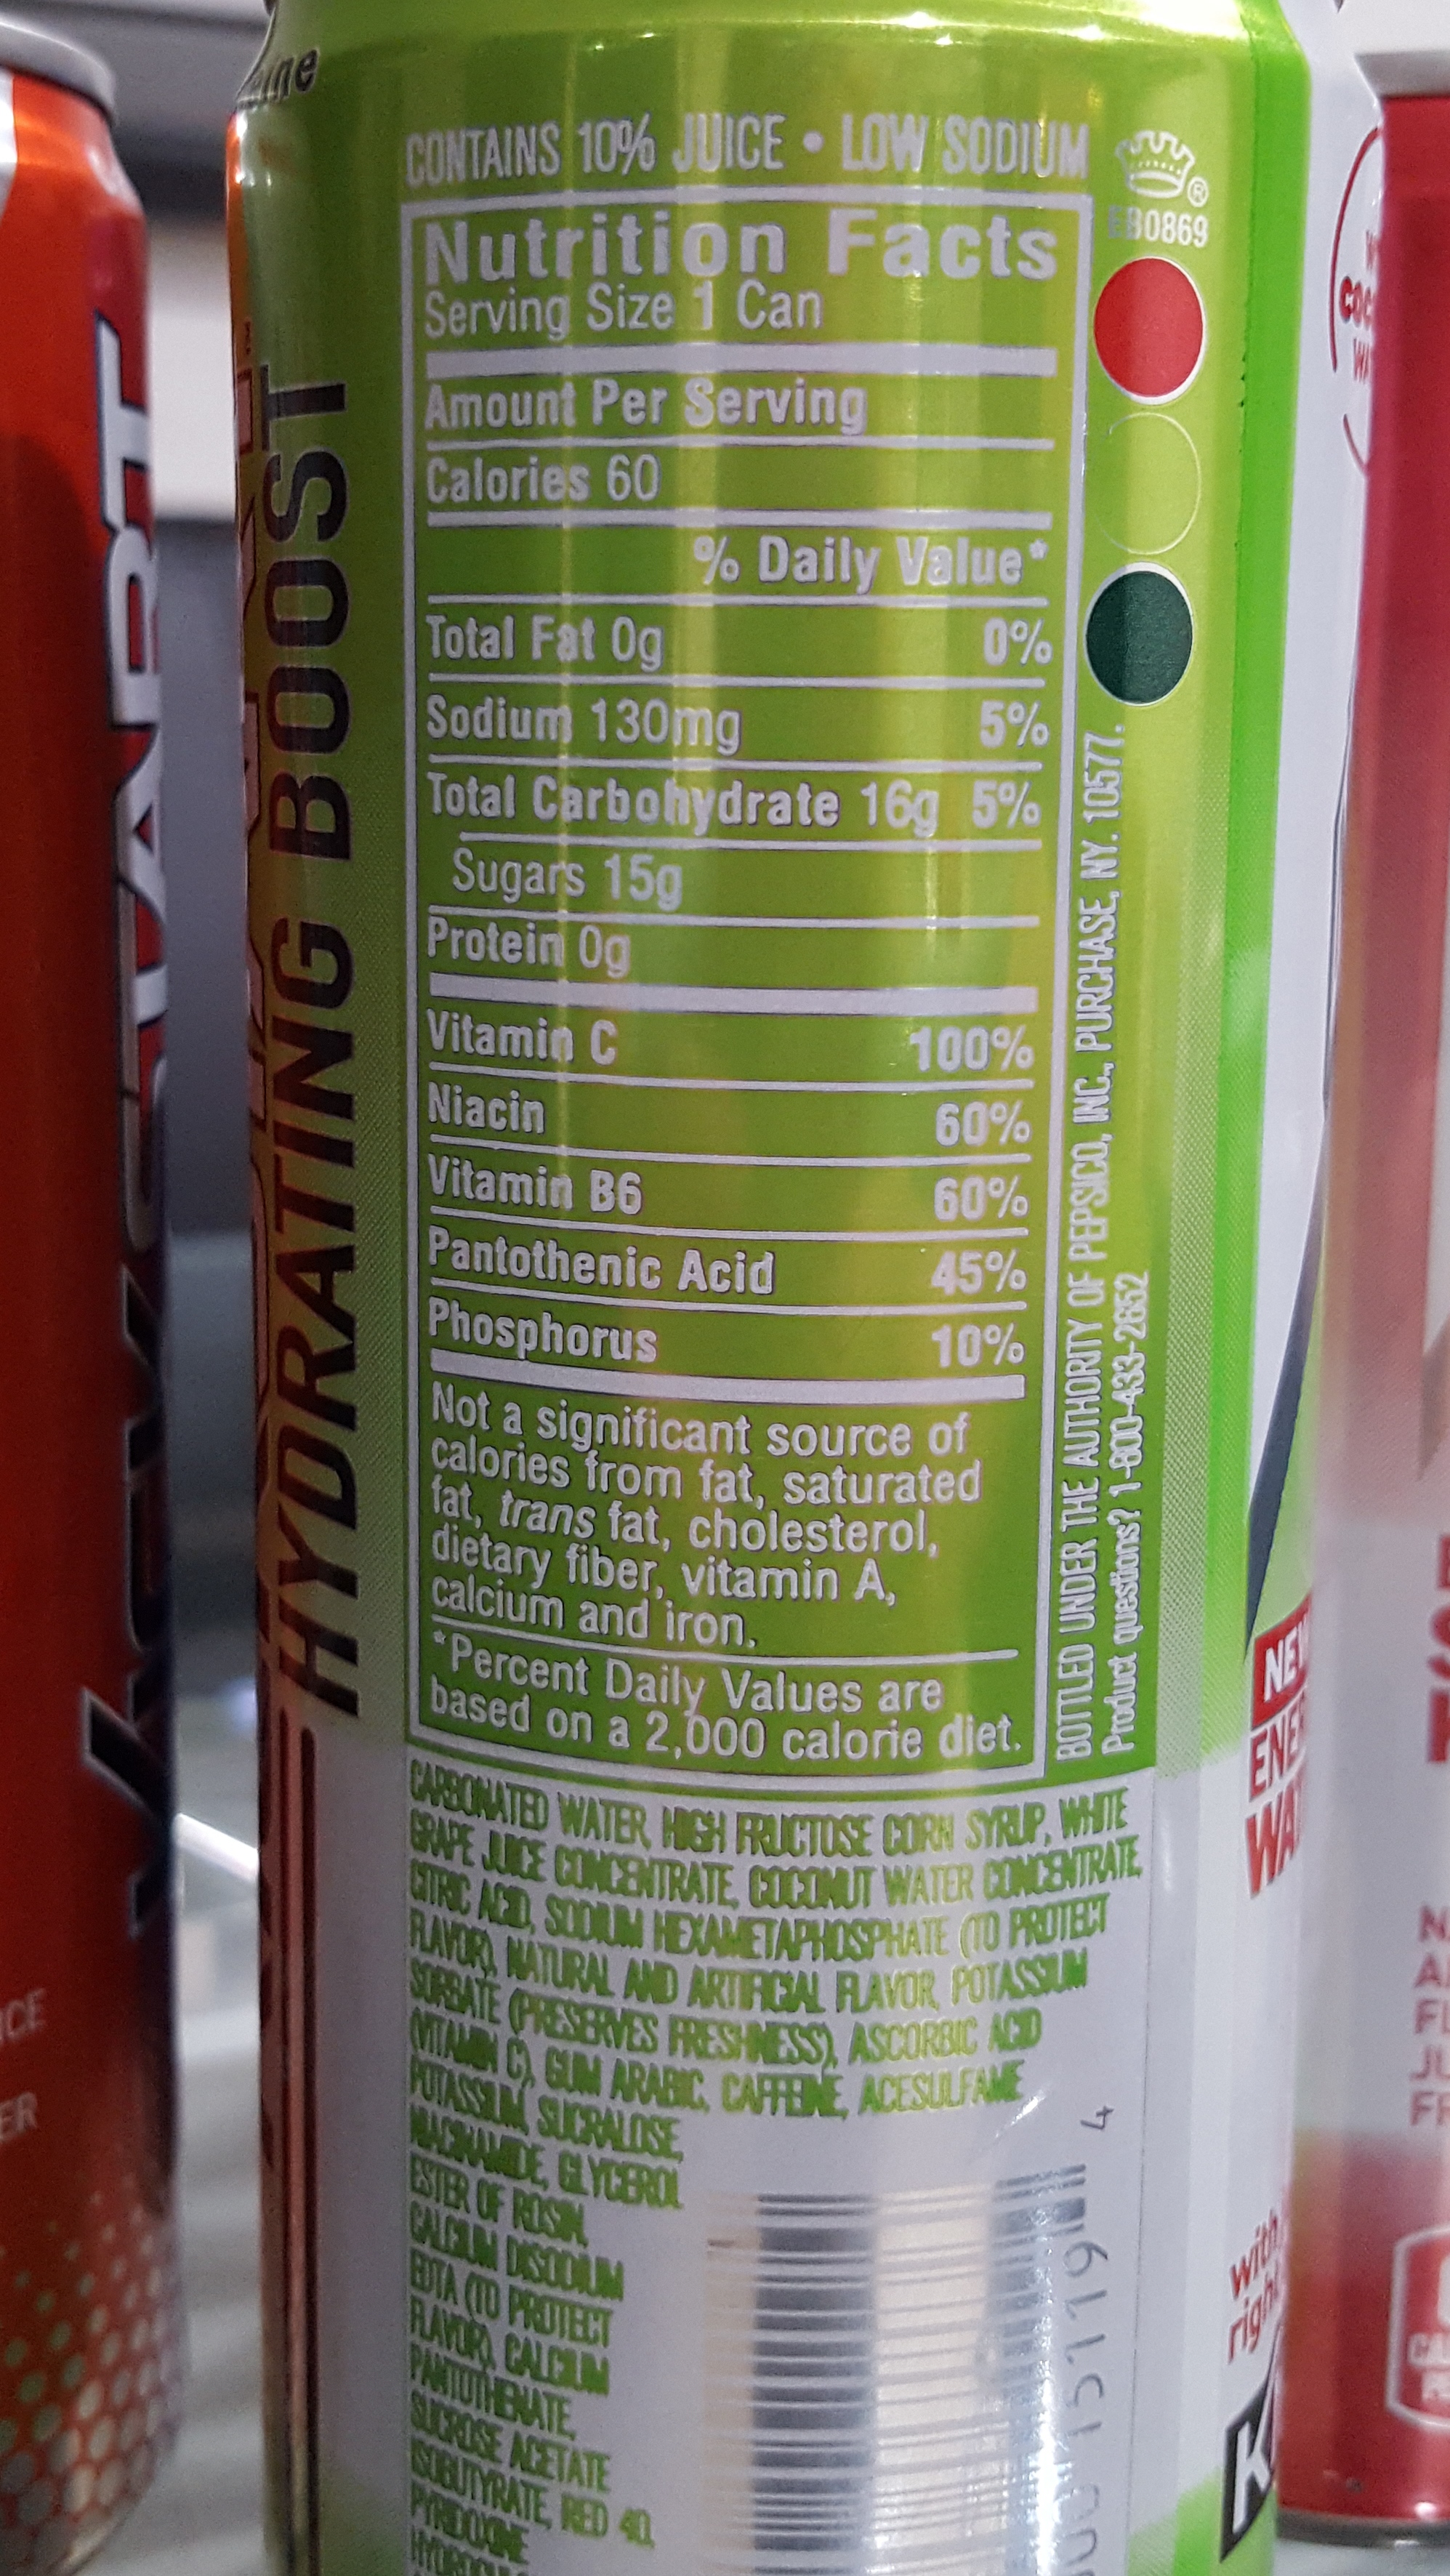 KICKSTART
HYDRATING BOOST
CONTAINS 10% JUICE • LOW SODIUM
®
EB0869
Nutrition Facts
Serving Size 1 Can
Amount Per Serving
Calories 60
% Daily Value*
Total Fat 0g 0%
Sodium 130mg 5%
Total Carbohydrate 16g 5%
Sugars 15g
Protein 0g
Vitamin C 100%
Niacin 60%
Vitamin B6 60%
Pantothenic Acid 45%
Phosphorus 10%
Not a significant source of
calories from fat, saturated
fat, trans fat, cholesterol,
dietary fiber, vitamin A,
calcium and iron.
*Percent Daily Values are
based on a 2,000 calorie diet.
BOTTLED UNDER THE AUTHORITY OF PEPSICO, INC., PURCHASE, NY. 10577.
Product questions? 1-800-433-2652
CARBONATED WATER, HIGH FRUCTOSE CORN SYRUP, WHITE
GRAPE JUICE CONCENTRATE, COCONUT WATER CONCENTRATE,
CITRIC ACID, SODIUM HEXAMETAPHOSPHATE (TO PROTECT
FLAVOR), NATURAL AND ARTIFICIAL FLAVOR, POTASSIUM
SORBATE (PRESERVES FRESHNESS), ASCORBIC ACID
(VITAMIN C), GUM ARABIC, CAFFEINE, ACESULFAME
POTASSIUM, SUCRALOSE,
NIACINAMIDE, GLYCEROL
ESTER OF ROSIN,
CALCIUM DISODIUM
EDTA (TO PROTECT
FLAVOR), CALCIUM
PANTOTHENATE,
SUCROSE ACETATE
ISOBUTYRATE, RED 40,
PYRIDOXINE
15119 4
NEW